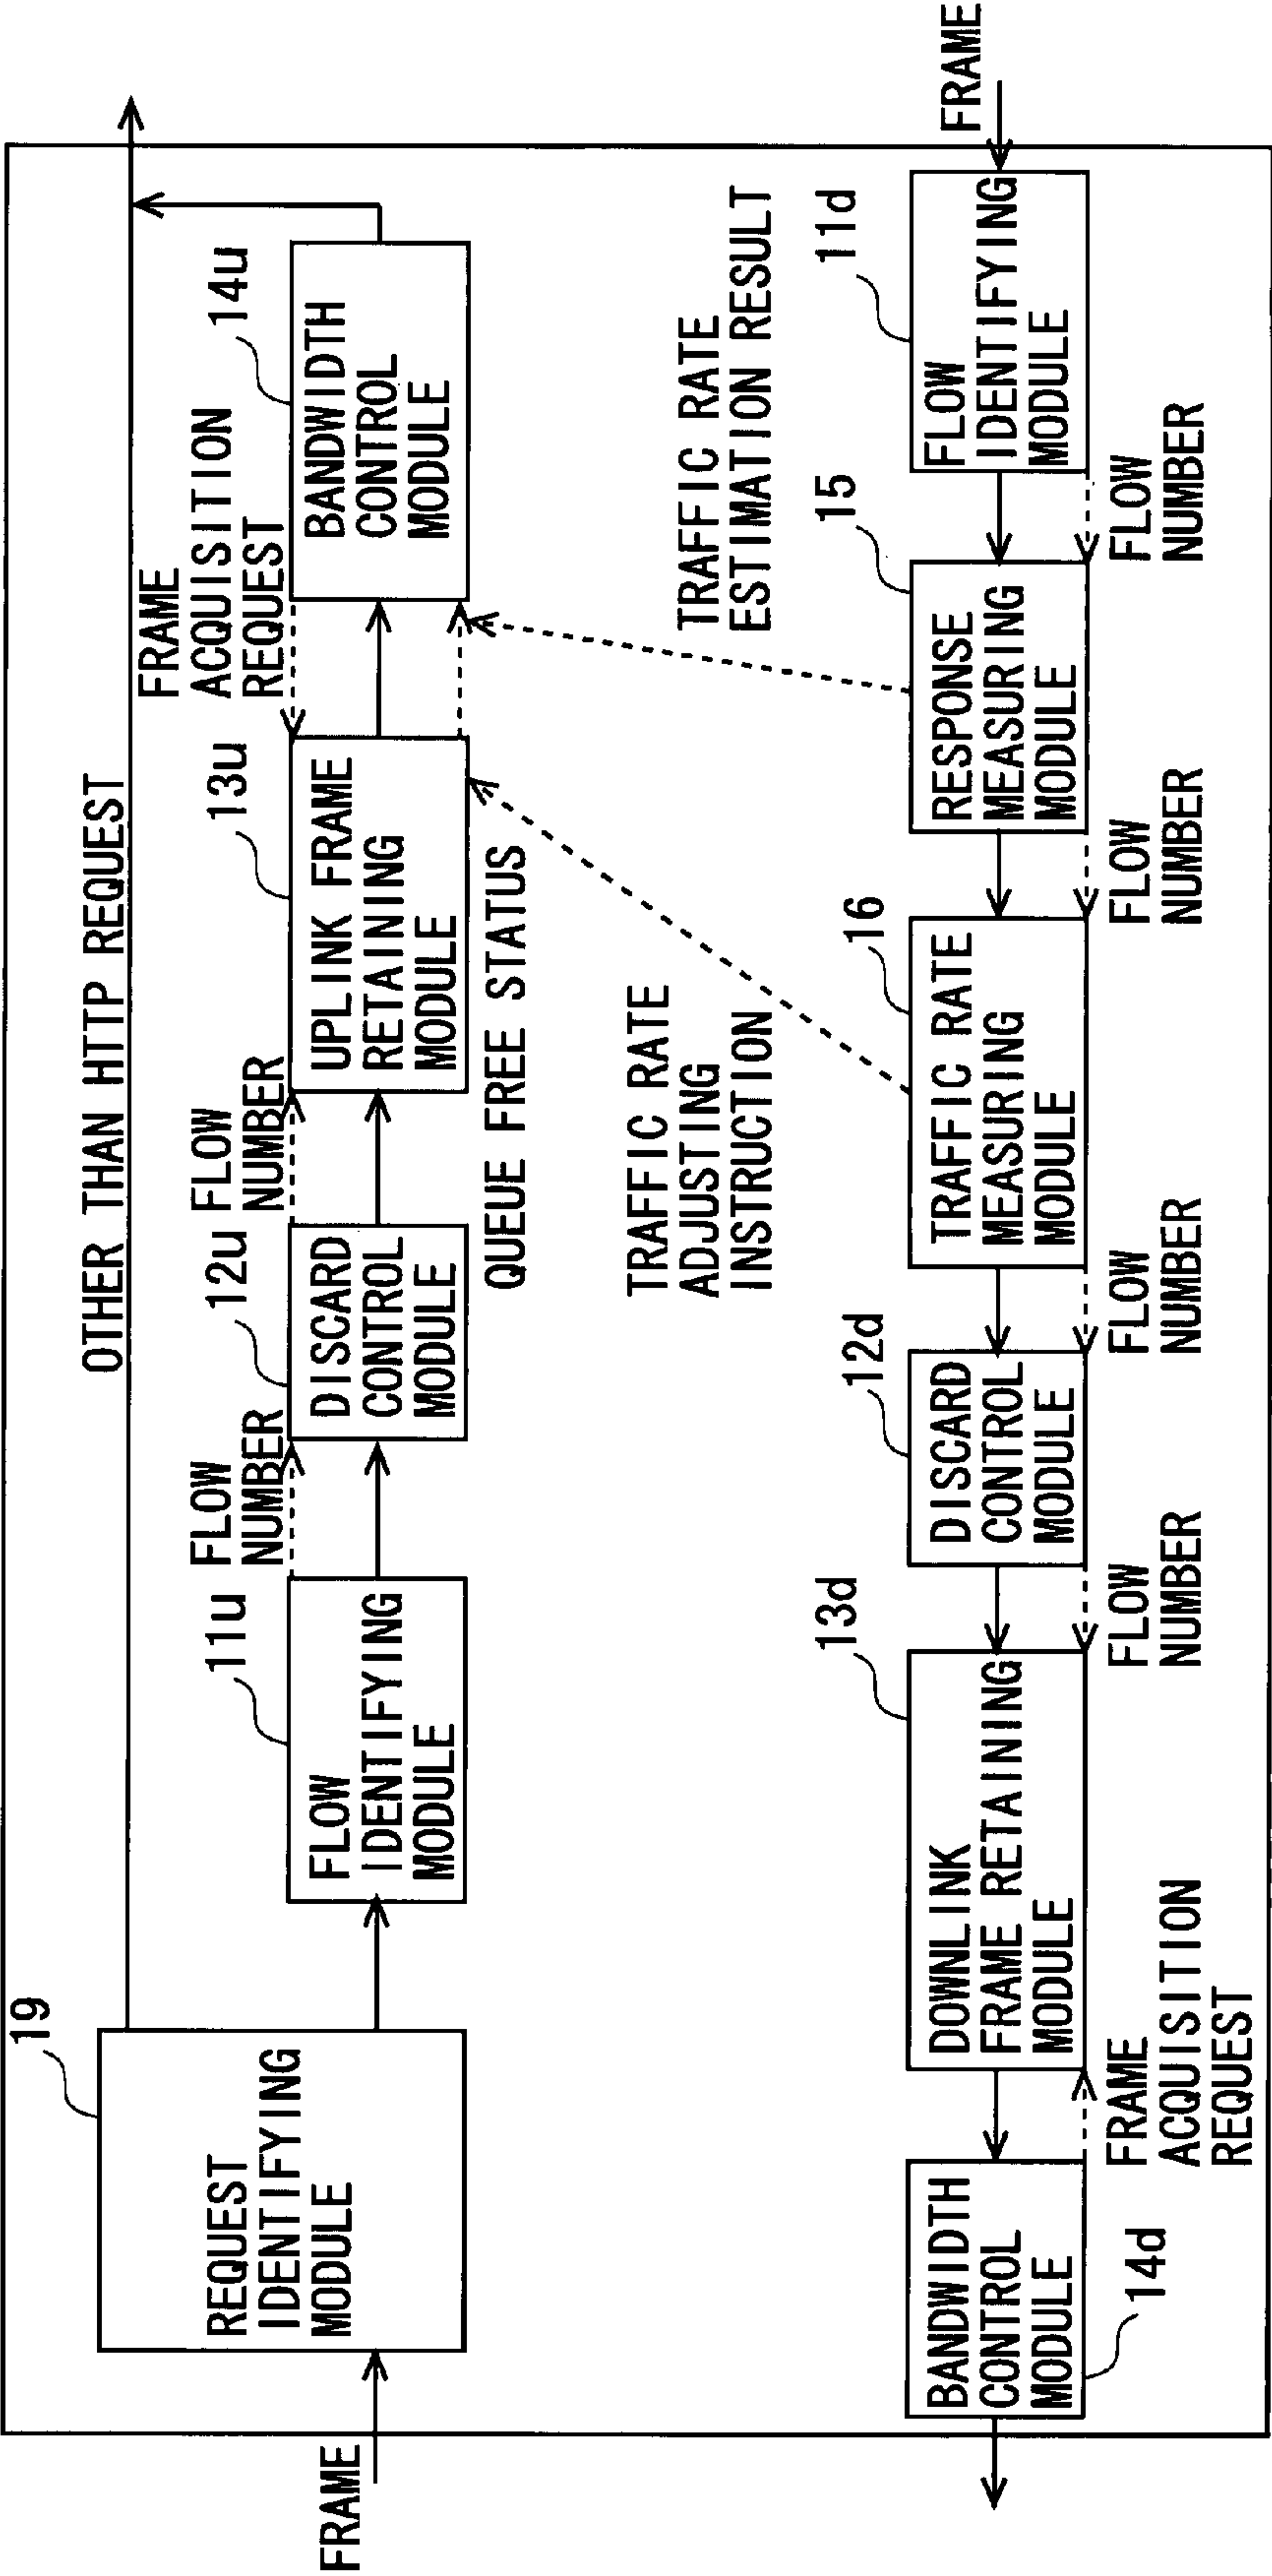 19
OTHER THAN HTTP REQUEST
FRAME
REQUEST
IDENTIFYING
MODULE
11u
FLOW
IDENTIFYING
MODULE
FLOW
NUMBER
12u
DISCARD
CONTROL
MODULE
FLOW
NUMBER
13u
UPLINK FRAME
RETAINING
MODULE
FRAME
ACQUISITION
REQUEST
14u
BANDWIDTH
CONTROL
MODULE
QUEUE FREE STATUS
TRAFFIC RATE
ADJUSTING
INSTRUCTION
TRAFFIC RATE
ESTIMATION RESULT
BANDWIDTH
CONTROL
MODULE
14d
FRAME
ACQUISITION
REQUEST
13d
DOWNLINK
FRAME RETAINING
MODULE
FLOW
NUMBER
12d
DISCARD
CONTROL
MODULE
FLOW
NUMBER
16
TRAFFIC RATE
MEASURING
MODULE
FLOW
NUMBER
15
RESPONSE
MEASURING
MODULE
FLOW
NUMBER
11d
FLOW
IDENTIFYING
MODULE
FRAME